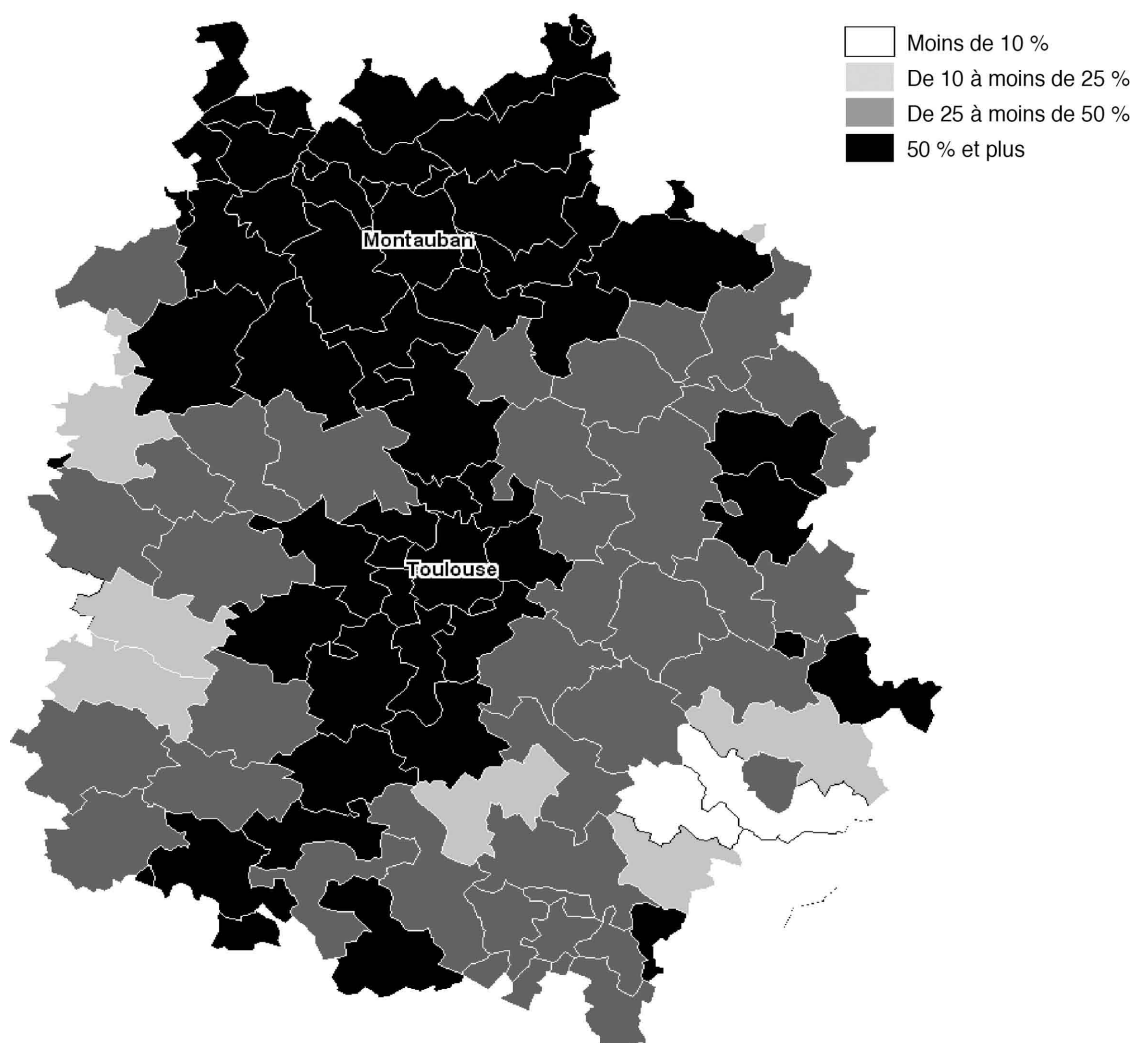 Moins de 10 %
De 10 à moins de 25 %
De 25 à moins de 50 %
50 % et plus
Montauban
Toulouse